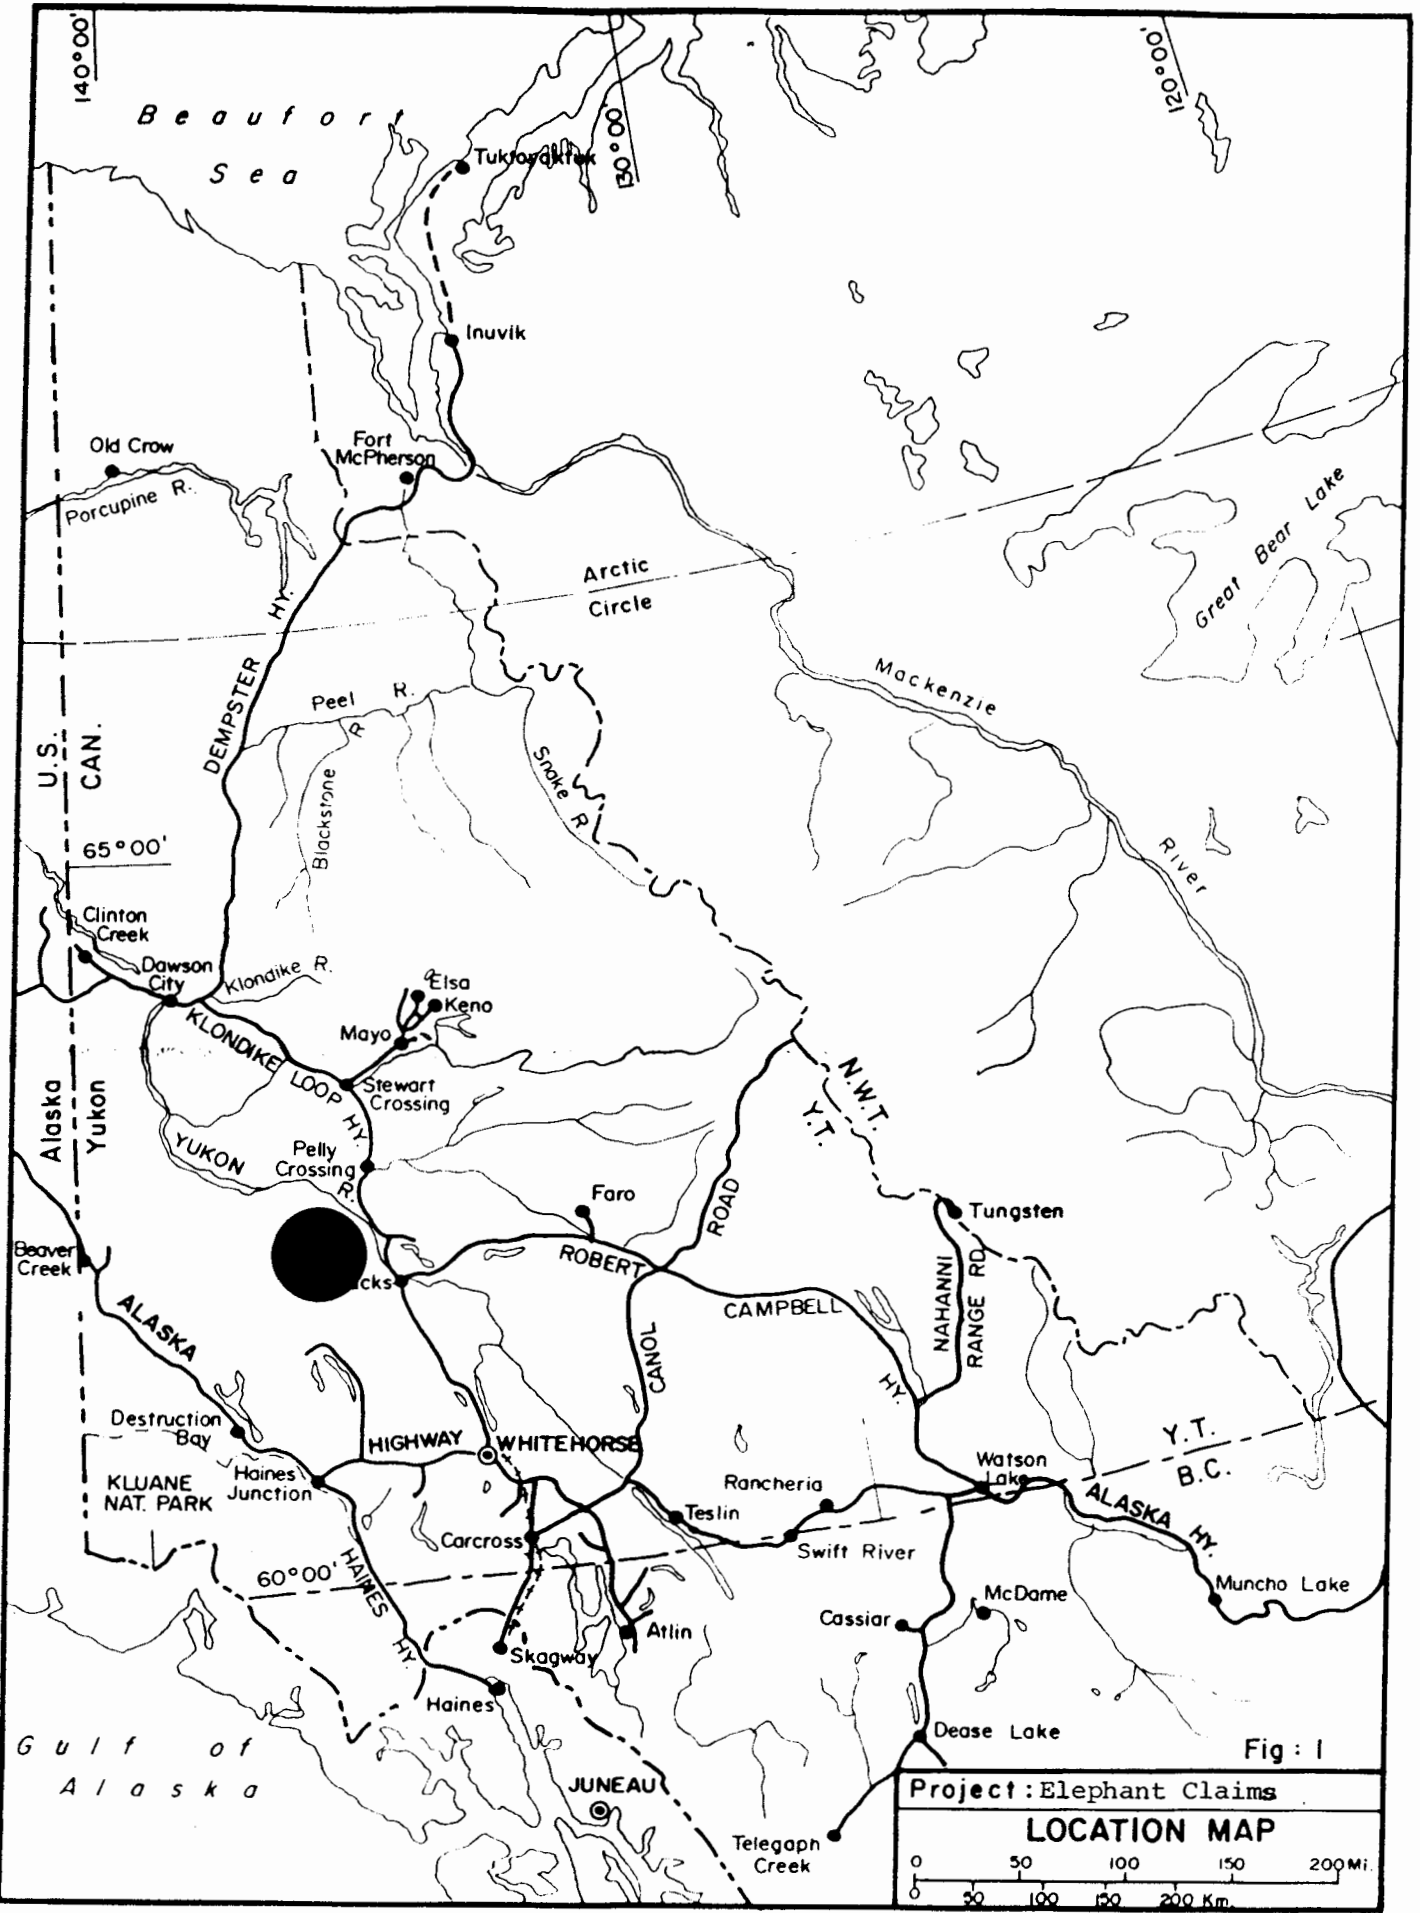 140°00'
130°00'
120°00'
Beaufort
Sea
Tuktoyaktuk
Inuvik
Old Crow
Porcupine R.
Fort
McPherson
Great Bear Lake
Arctic
Circle
DEMPSTER HY.
Mackenzie
River
Peel R.
Blackstone R
Snake R
U.S.
CAN.
65°00'
Clinton
Creek
Dawson
City
Klondike R.
Elsa
Keno
Mayo
KLONDIKE LOOP HY.
Stewart
Crossing
Alaska
Yukon
YUKON R.
Pelly
Crossing
N.W.T.
Y.T.
Faro
Tungsten
Beaver
Creek
cks
ROBERT CAMPBELL HY.
CANOL ROAD
NAHANNI
RANGE RD
ALASKA HIGHWAY
Destruction
Bay
WHITEHORSE
KLUANE
NAT. PARK
Haines
Junction
Rancheria
Watson
Lake
Y.T.
B.C.
Teslin
ALASKA HY.
Carcross
Swift River
60°00'
HAINES HY.
McDame
Muncho Lake
Cassiar
Atlin
Skagway
Haines
Dease Lake
Gulf of
Alaska
JUNEAU
Telegaph
Creek
Fig: 1
Project: Elephant Claims
LOCATION MAP
0 50 100 150 200 Mi.
0 50 100 150 200 Km.